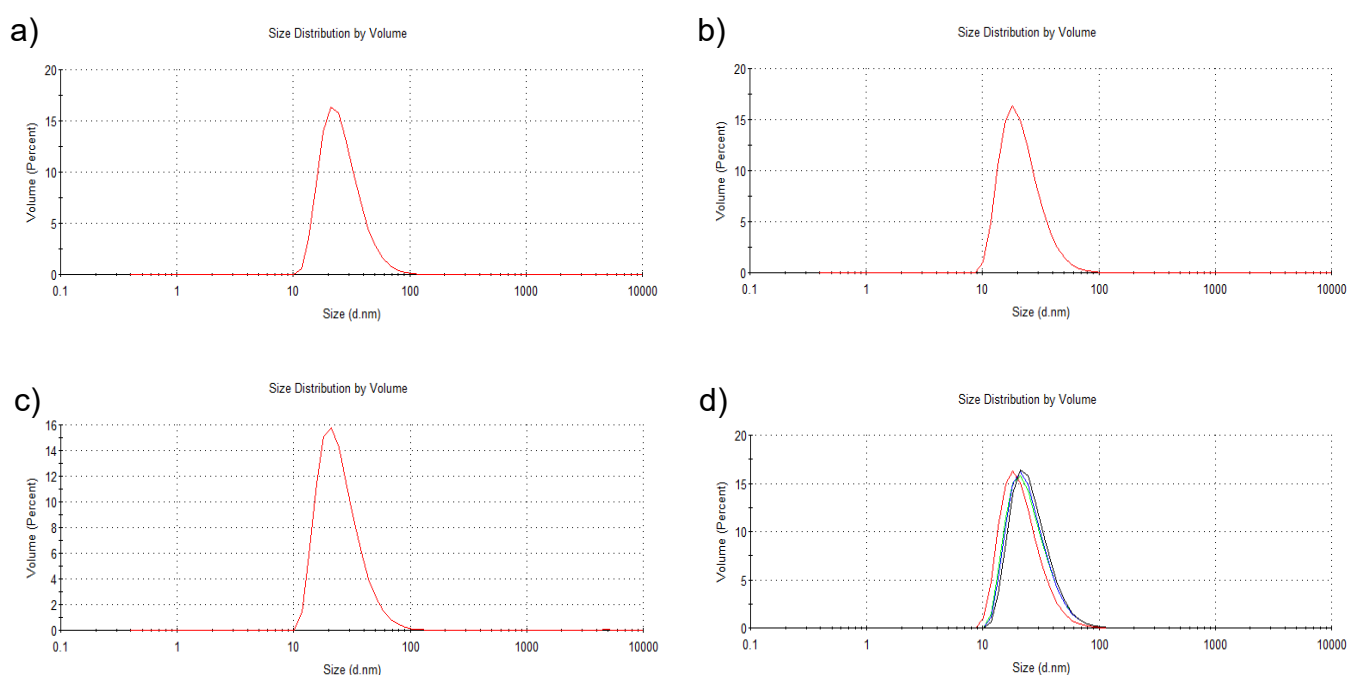 a)
Size Distribution by Volume
20
15
10
5
0
Volume (Percent)
0.1 1 10 100 1000 10000
Size (d.nm)
b)
Size Distribution by Volume
20
15
10
5
0
Volume (Percent)
0.1 1 10 100 1000 10000
Size (d.nm)
c)
Size Distribution by Volume
16
14
12
10
8
6
4
2
0
Volume (Percent)
0.1 1 10 100 1000 10000
Size (d.nm)
d)
Size Distribution by Volume
20
15
10
5
0
Volume (Percent)
0.1 1 10 100 1000 10000
Size (d.nm)